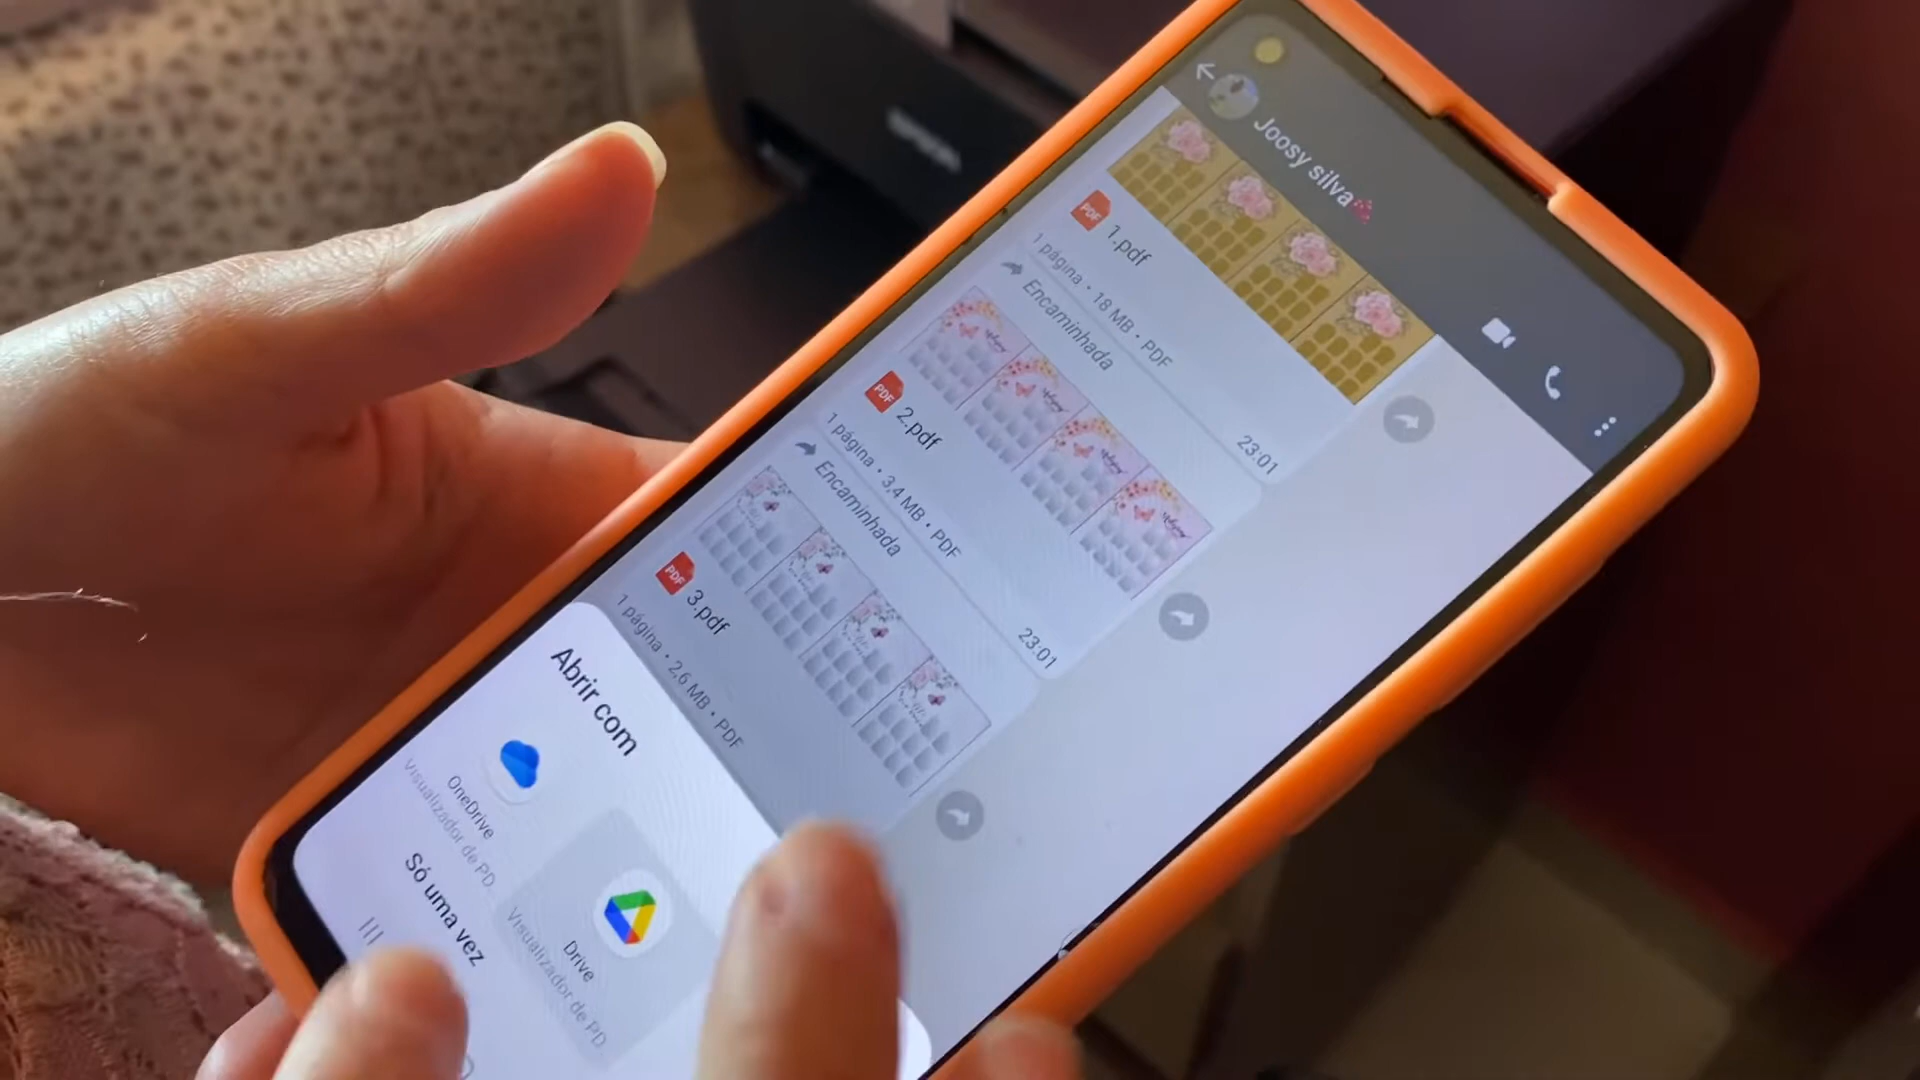 Joosy silva
PDF
1.pdf
1 página • 18 MB • PDF
23:01
Encaminhada
PDF
2.pdf
1 página • 3,4 MB • PDF
23:01
Encaminhada
PDF
3.pdf
1 página • 2,6 MB • PDF
Abrir com
OneDrive
Visualizador de PD
Drive
Visualizador de PD
Só uma vez